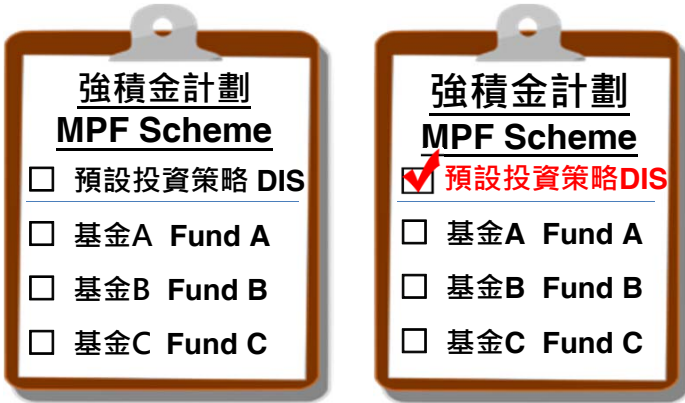 強積金計劃
MPF Scheme
預設投資策略 DIS
基金A Fund A
基金B Fund B
基金C Fund C
強積金計劃
MPF Scheme
預設投資策略DIS
基金A Fund A
基金B Fund B
基金C Fund C